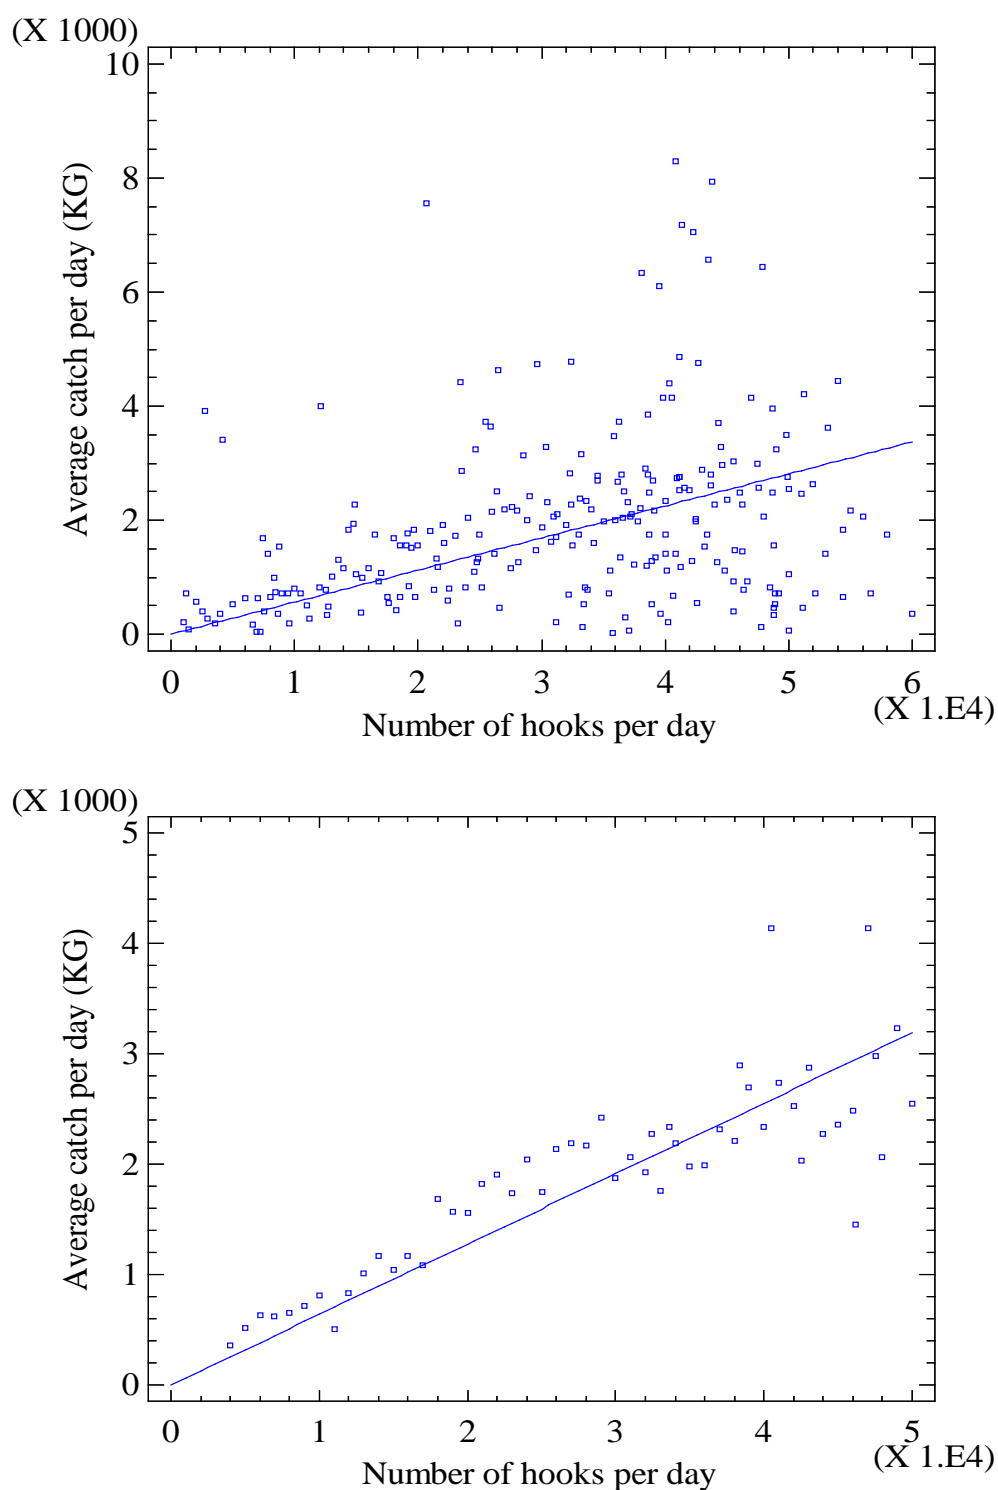 (X 1000)
10
8
6
4
2
0
Average catch per day (KG)
0 1 2 3 4 5 6
(X 1.E4)
Number of hooks per day
(X 1000)
5
4
3
2
1
0
Average catch per day (KG)
0 1 2 3 4 5
(X 1.E4)
Number of hooks per day